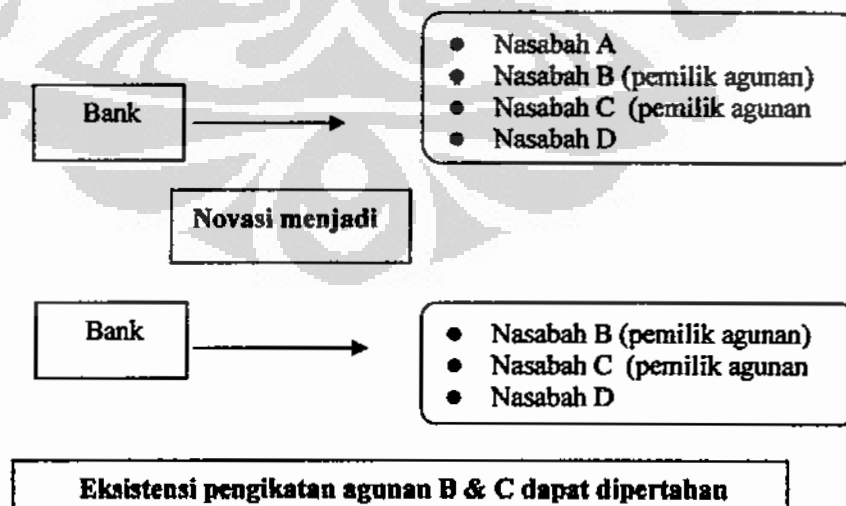 Bank
• Nasabah A
• Nasabah B (pemilik agunan)
• Nasabah C (pemilik agunan
• Nasabah D
Novasi menjadi
Bank
• Nasabah B (pemilik agunan)
• Nasabah C (pemilik agunan
• Nasabah D
Eksistensi pengikatan agunan B & C dapat dipertahan